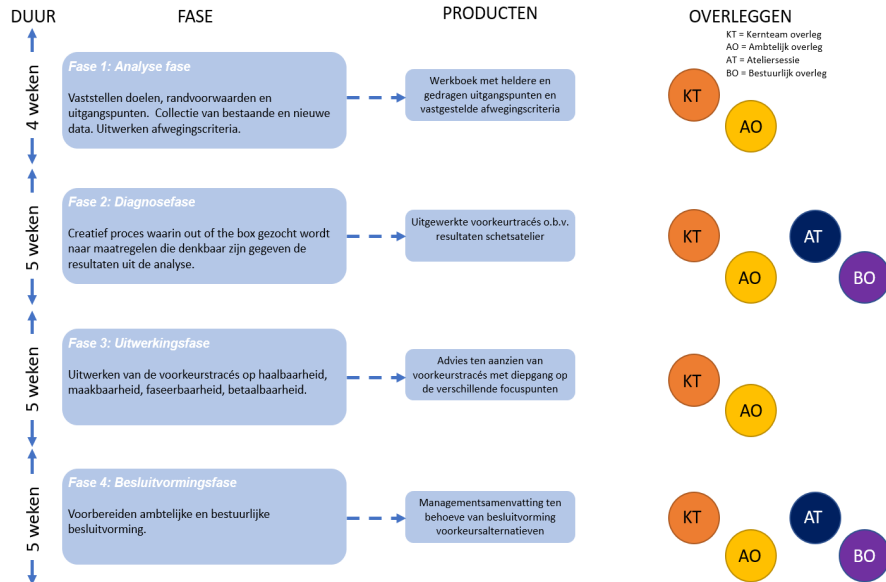 DUUR
FASE
PRODUCTEN
OVERLEGGEN
KT = Kernteam overleg
AO = Ambtelijk overleg
AT = Ateliersessie
BO = Bestuurlijk overleg
4 weken
Fase 1: Analyse fase
Vaststellen doelen, randvoorwaarden en
uitgangspunten. Collectie van bestaande en nieuwe
data. Uitwerken afwegingscriteria.
Werkboek met heldere en
gedragen uitgangspunten en
vastgestelde afwegingscriteria
KT
AO
5 weken
Fase 2: Diagnosefase
Creatief proces waarin out of the box gezocht wordt
naar maatregelen die denkbaar zijn gegeven de
resultaten uit de analyse.
Uitgewerkte voorkeurtracés o.b.v.
resultaten schetsatelier
KT
AO
AT
BO
5 weken
Fase 3: Uitwerkingsfase
Uitwerken van de voorkeurstracés op haalbaarheid,
maakbaarheid, faseerbaarheid, betaalbaarheid.
Advies ten aanzien van
voorkeurstracés met diepgang op
de verschillende focuspunten
KT
AO
5 weken
Fase 4: Besluitvormingsfase
Voorbereiden ambtelijke en bestuurlijke
besluitvorming.
Managementsamenvatting ten
behoeve van besluitvorming
voorkeursalternatieven
KT
AO
AT
BO